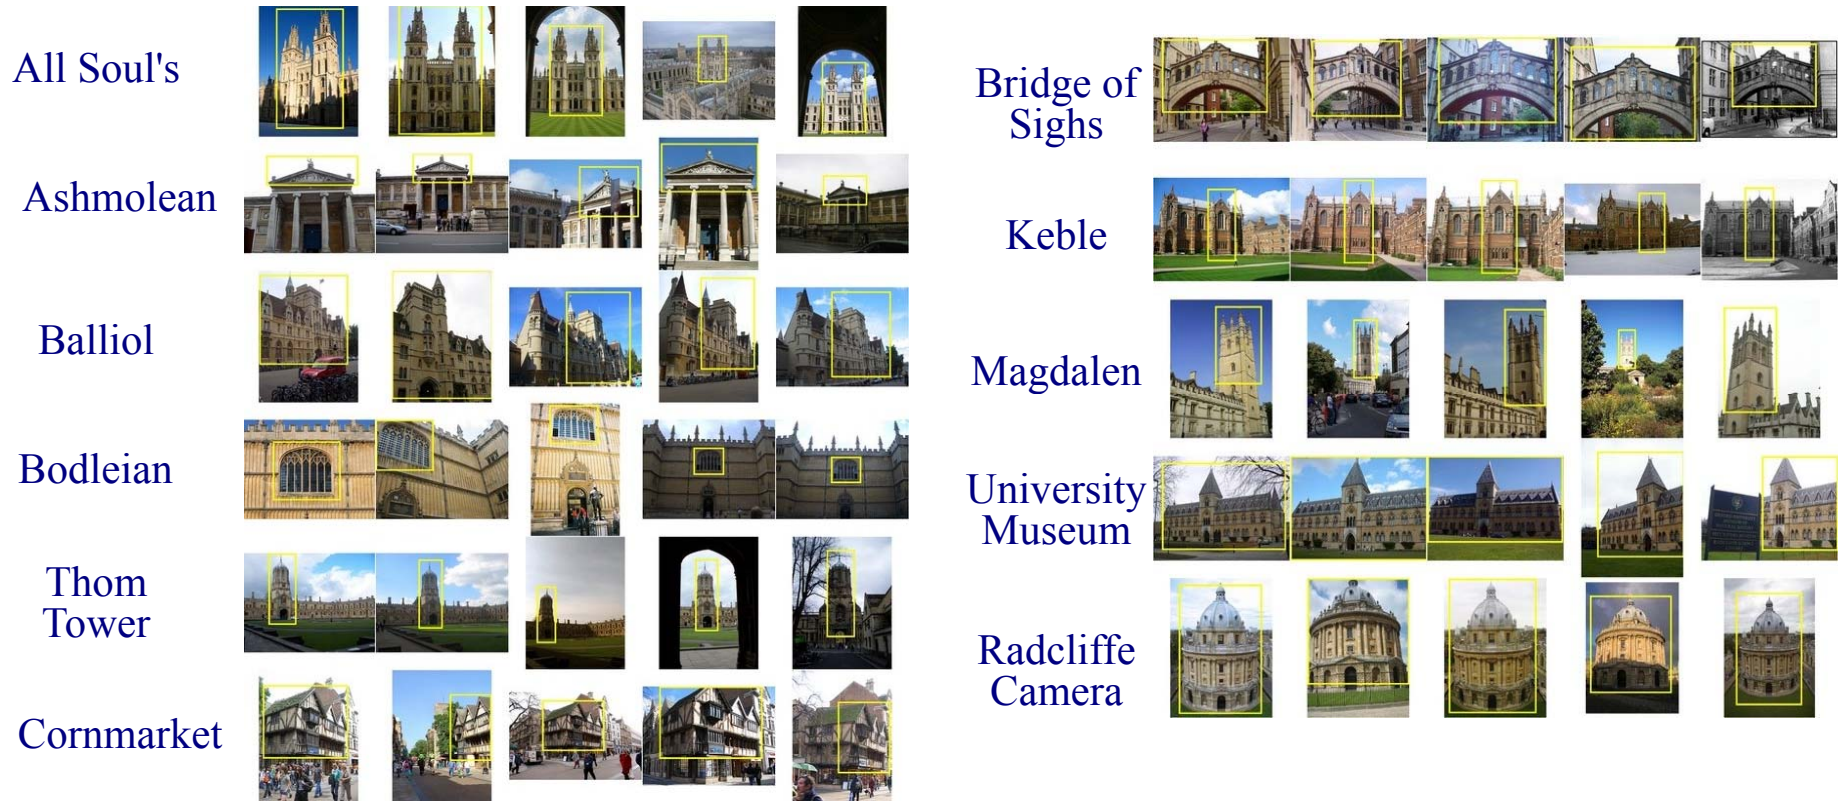 All Soul's
Ashmolean
Balliol
Bodleian
Thom
Tower
Cornmarket
Bridge of
Sighs
Keble
Magdalen
University
Museum
Radcliffe
Camera